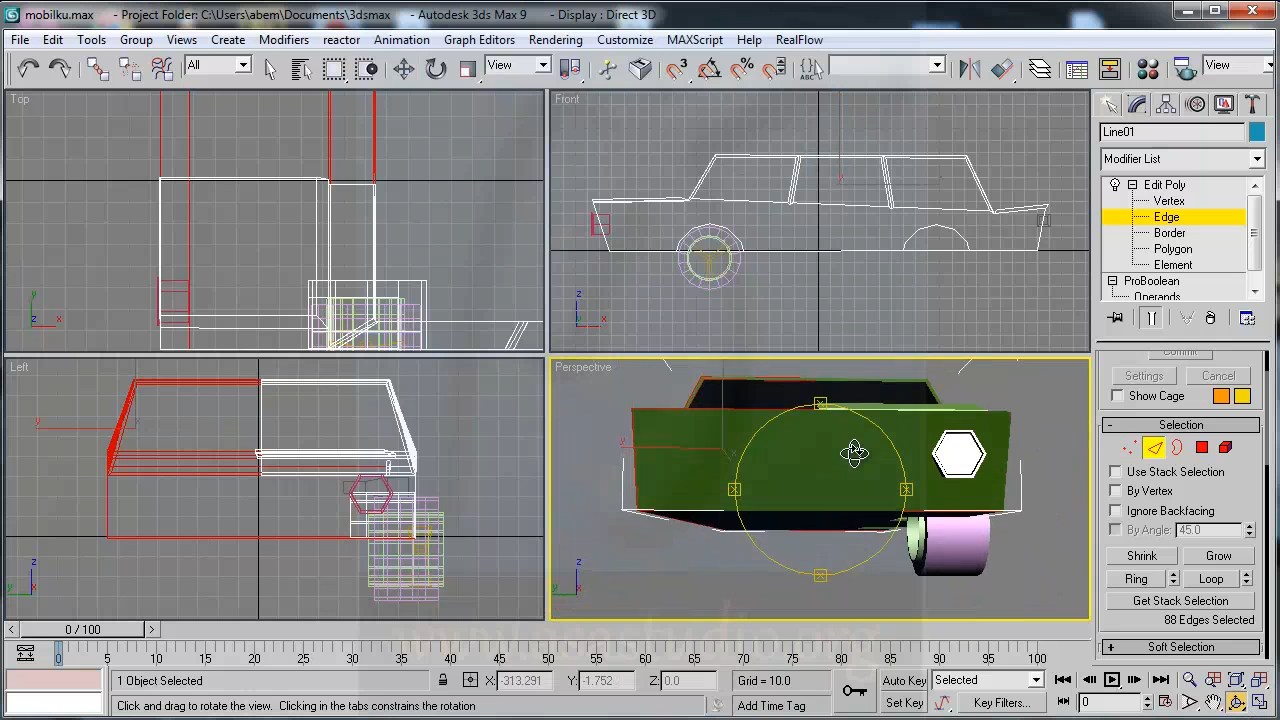 mobilku.max - Project Folder: C:\Users\abem\Documents\3dsmax - Autodesk 3ds Max 9 - Display : Direct 3D
File Edit Tools Group Views Create Modifiers reactor Animation Graph Editors Rendering Customize MAXScript Help RealFlow
All View 3 % ABC View
Top Front
Line01
Modifier List
Edit Poly
Vertex
Edge
Border
Polygon
Element
ProBoolean
Operands
y z x
z x y
Left Perspective
Commit
Settings Cancel
Show Cage
- Selection
Use Stack Selection
By Vertex
Ignore Backfacing
By Angle: 45.0
Shrink Grow
Ring Loop
Get Stack Selection
88 Edges Selected
+ Soft Selection
z y x
z y x
< 0 / 100 >
0 5 10 15 20 25 30 35 40 45 50 55 60 65 70 75 80 85 90 95 100
1 Object Selected X: -313.291 Y: -1.752 Z: 0.0 Grid = 10.0 Auto Key Selected
Click or drag to rotate the view. Clicking in the tabs constrains the rotation Add Time Tag Set Key Key Filters... 0